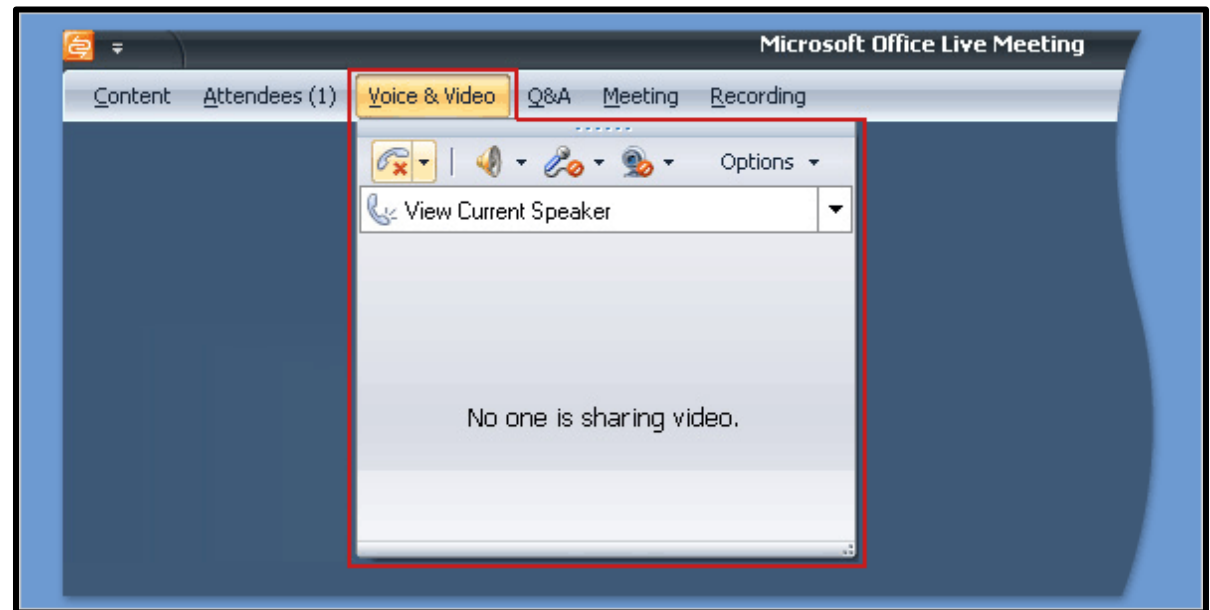 Microsoft Office Live Meeting
Content Attendees (1) Voice & Video Q&A Meeting Recording
Options
View Current Speaker
No one is sharing video.